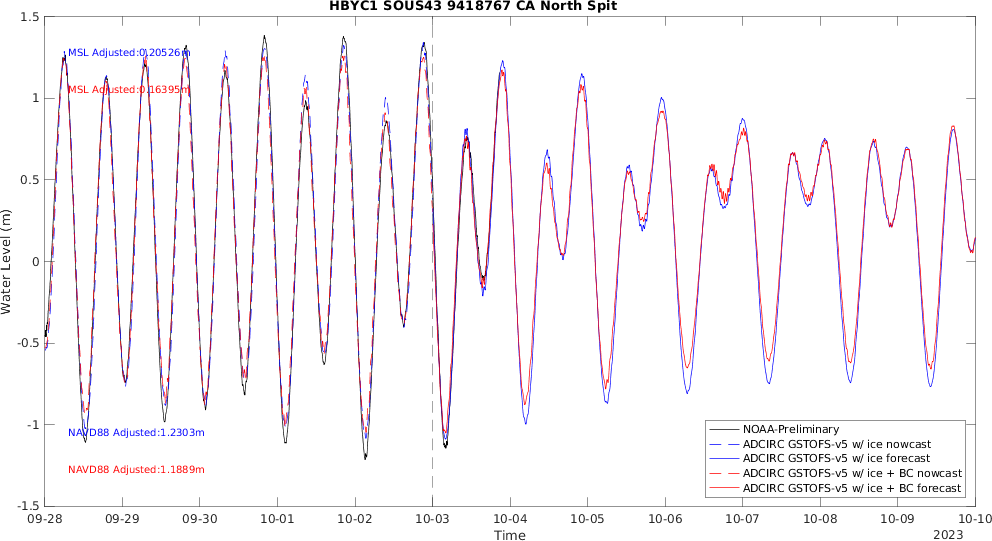 HBYC1 SOUS43 9418767 CA North Spit
1.5
MSL Adjusted:0.20526m
MSL Adjusted:0.16395m
1
0.5
0
-0.5
-1
-1.5
Water Level (m)
NAVD88 Adjusted:1.2303m
NAVD88 Adjusted:1.1889m
NOAA-Preliminary
ADCIRC GSTOFS-v5 w/ ice nowcast
ADCIRC GSTOFS-v5 w/ ice forecast
ADCIRC GSTOFS-v5 w/ ice + BC nowcast
ADCIRC GSTOFS-v5 w/ ice + BC forecast
09-28 09-29 09-30 10-01 10-02 10-03 10-04 10-05 10-06 10-07 10-08 10-09 10-10
Time
2023